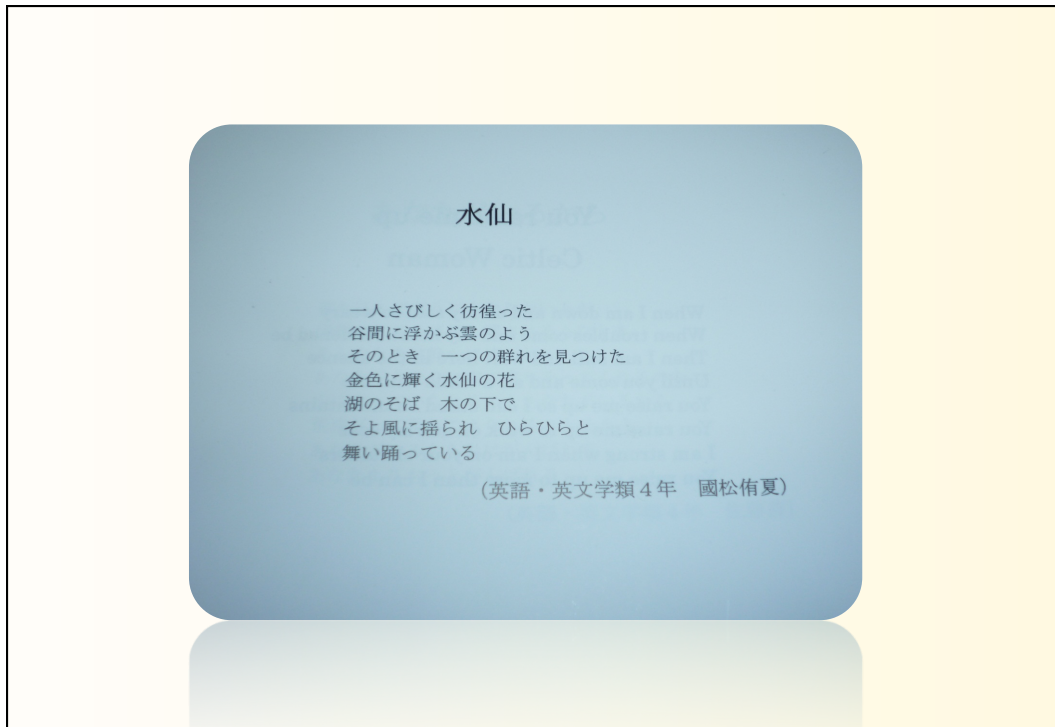 水仙
一人さびしく彷徨った
谷間に浮かぶ雲のよう
そのとき　一つの群れを見つけた
金色に輝く水仙の花
湖のそば　木の下で
そよ風に揺られ　ひらひらと
舞い踊っている
（英語・英文学類４年　國松侑夏）